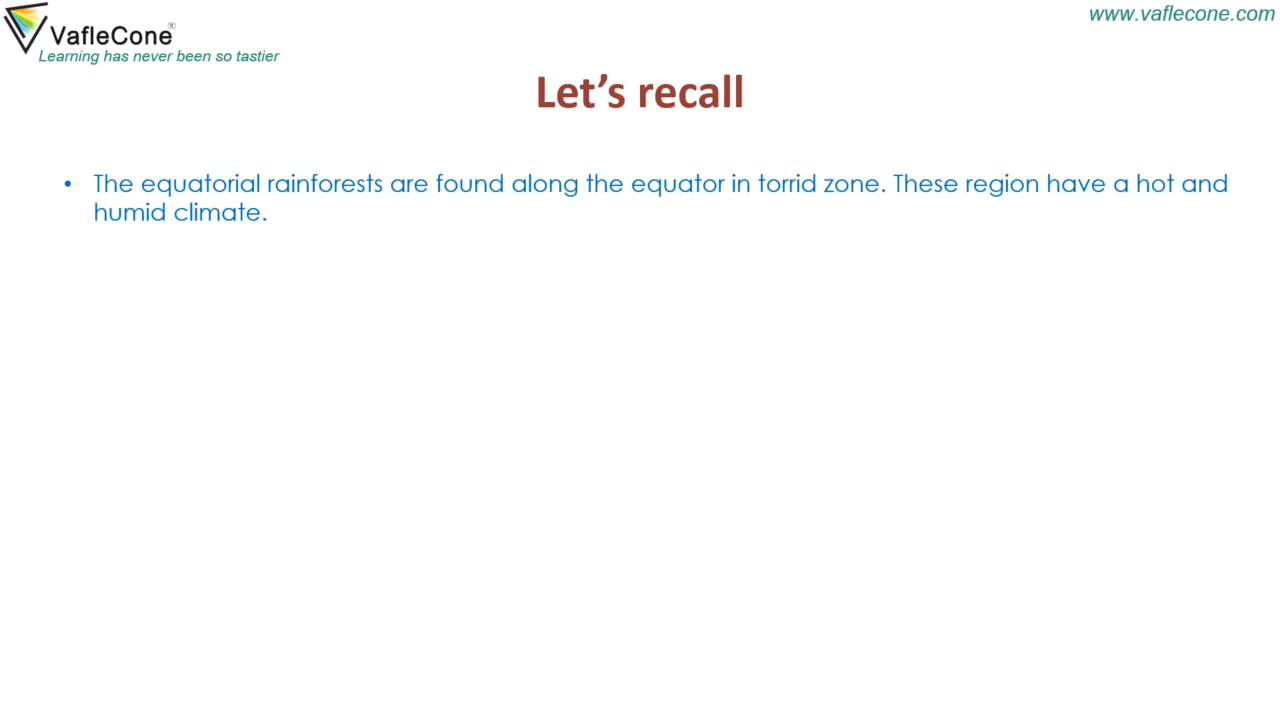 www.vaflecone.com
VafleCone®
Learning has never been so tastier
Let's recall
• The equatorial rainforests are found along the equator in torrid zone. These region have a hot and
humid climate.